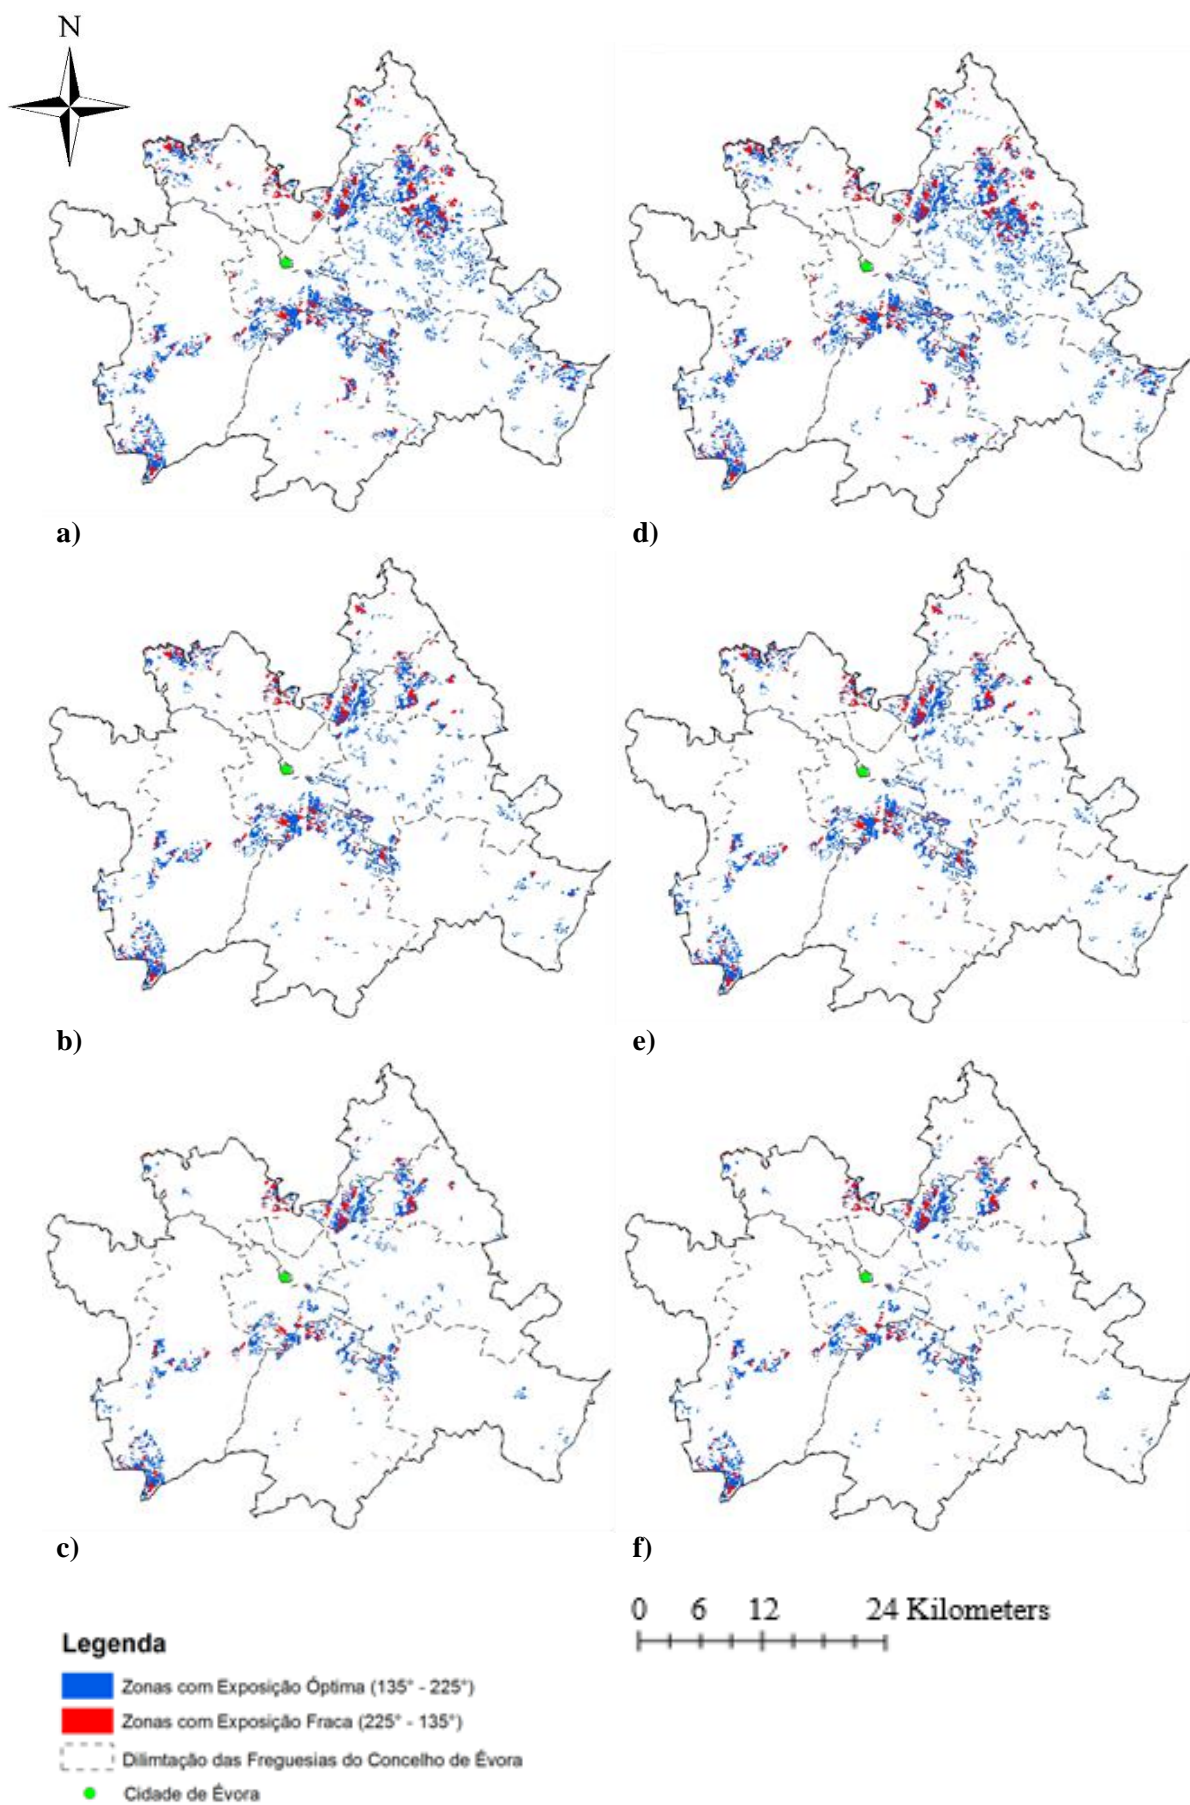 N
a)
d)
b)
e)
c)
f)
0 6 12 24 Kilometers
Legenda
Zonas com Exposição Óptima (135° - 225°)
Zonas com Exposição Fraca (225° - 135°)
Dilimtação das Freguesias do Concelho de Évora
Cidade de Évora